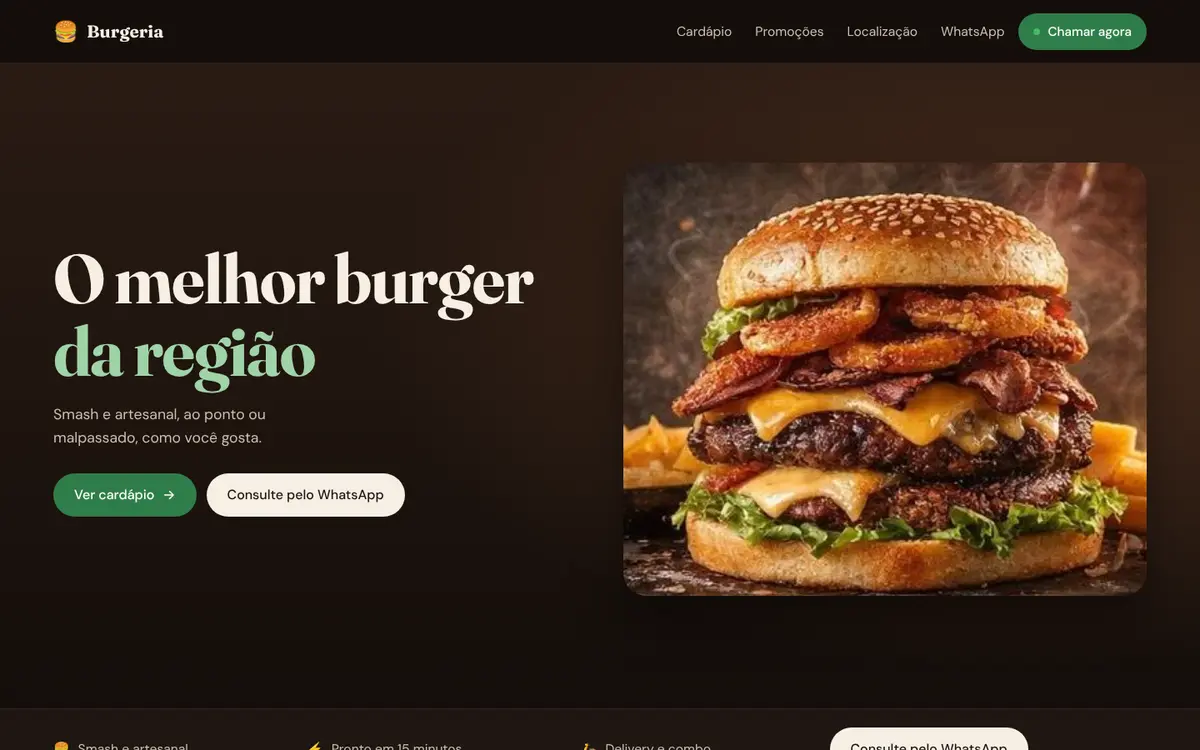 Burgeria
Cardápio
Promoções
Localização
WhatsApp
Chamar agora
O melhor burger
da região
Smash e artesanal, ao ponto ou
malpassado, como você gosta.
Ver cardápio →
Consulte pelo WhatsApp
Smash e artesanal
Pronto em 15 minutos
Delivery e combo
Consulte pelo WhatsApp